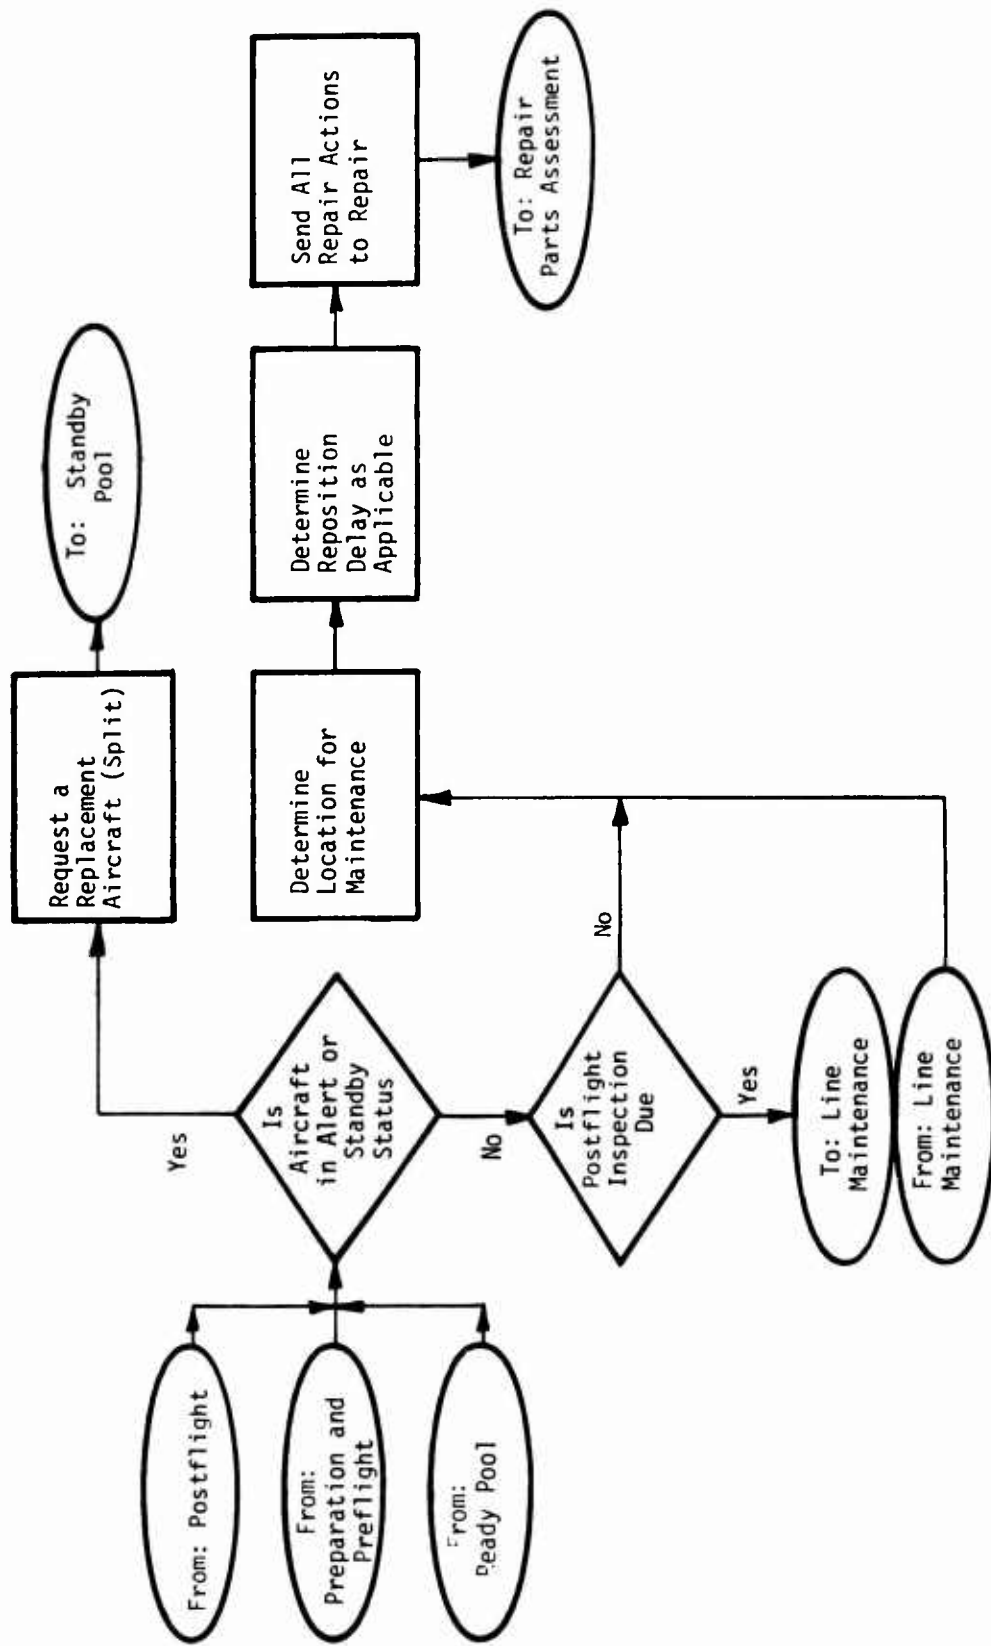 From: Postflight
From:
Preparation and
Preflight
From:
Ready Pool
Is
Aircraft
in Alert or
Standby
Status
Yes
No
Request a
Replacement
Aircraft (Split)
To: Standby
Pool
Is
Postflight
Inspection
Due
No
Yes
To: Line
Maintenance
From: Line
Maintenance
Determine
Location for
Maintenance
Determine
Reposition
Delay as
Applicable
Send All
Repair Actions
to Repair
To: Repair
Parts Assessment